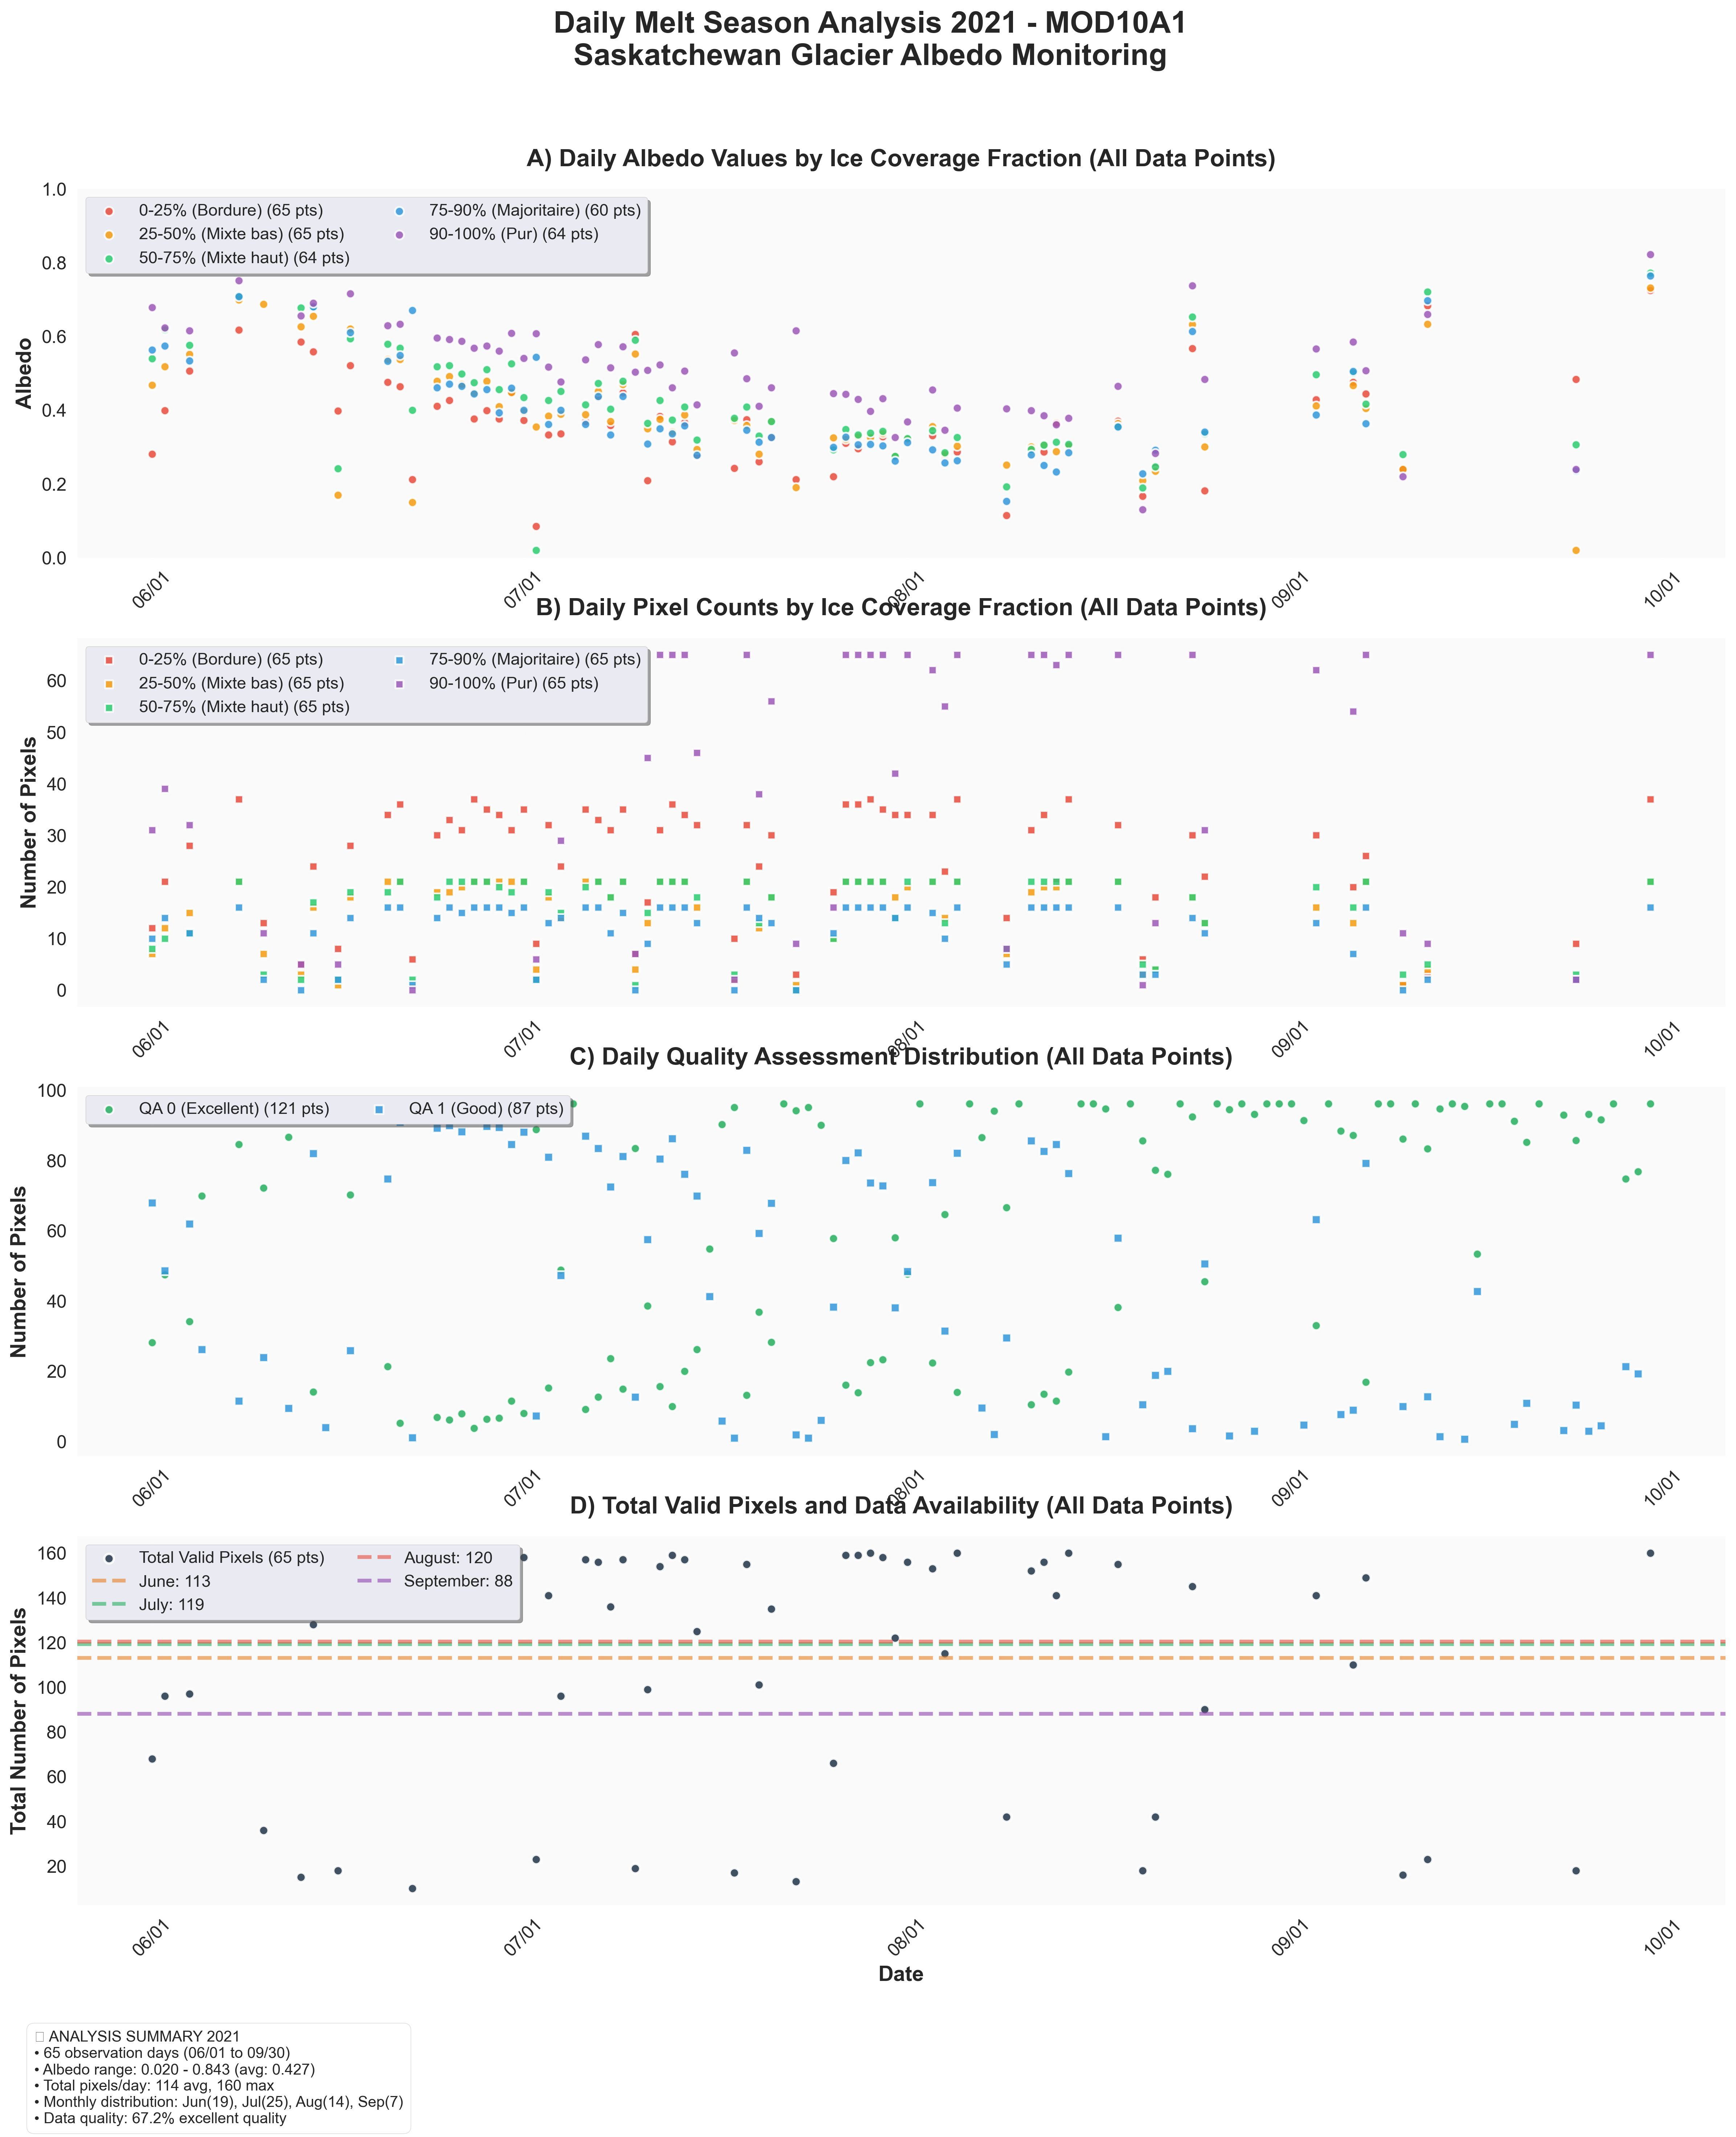 Daily Melt Season Analysis 2021 - MOD10A1
Saskatchewan Glacier Albedo Monitoring
A) Daily Albedo Values by Ice Coverage Fraction (All Data Points)
Albedo
1.0
0.8
0.6
0.4
0.2
0.0
0-25% (Bordure) (65 pts)
25-50% (Mixte bas) (65 pts)
50-75% (Mixte haut) (64 pts)
75-90% (Majoritaire) (60 pts)
90-100% (Pur) (64 pts)
06/01
07/01
08/01
09/01
10/01
B) Daily Pixel Counts by Ice Coverage Fraction (All Data Points)
Number of Pixels
60
50
40
30
20
10
0
0-25% (Bordure) (65 pts)
25-50% (Mixte bas) (65 pts)
50-75% (Mixte haut) (65 pts)
75-90% (Majoritaire) (65 pts)
90-100% (Pur) (65 pts)
06/01
07/01
08/01
09/01
10/01
C) Daily Quality Assessment Distribution (All Data Points)
Number of Pixels
100
80
60
40
20
0
QA 0 (Excellent) (121 pts)
QA 1 (Good) (87 pts)
06/01
07/01
08/01
09/01
10/01
D) Total Valid Pixels and Data Availability (All Data Points)
Total Number of Pixels
160
140
120
100
80
60
40
20
Total Valid Pixels (65 pts)
June: 113
July: 119
August: 120
September: 88
06/01
07/01
08/01
09/01
10/01
Date
ANALYSIS SUMMARY 2021
• 65 observation days (06/01 to 09/30)
• Albedo range: 0.020 - 0.843 (avg: 0.427)
• Total pixels/day: 114 avg, 160 max
• Monthly distribution: Jun(19), Jul(25), Aug(14), Sep(7)
• Data quality: 67.2% excellent quality